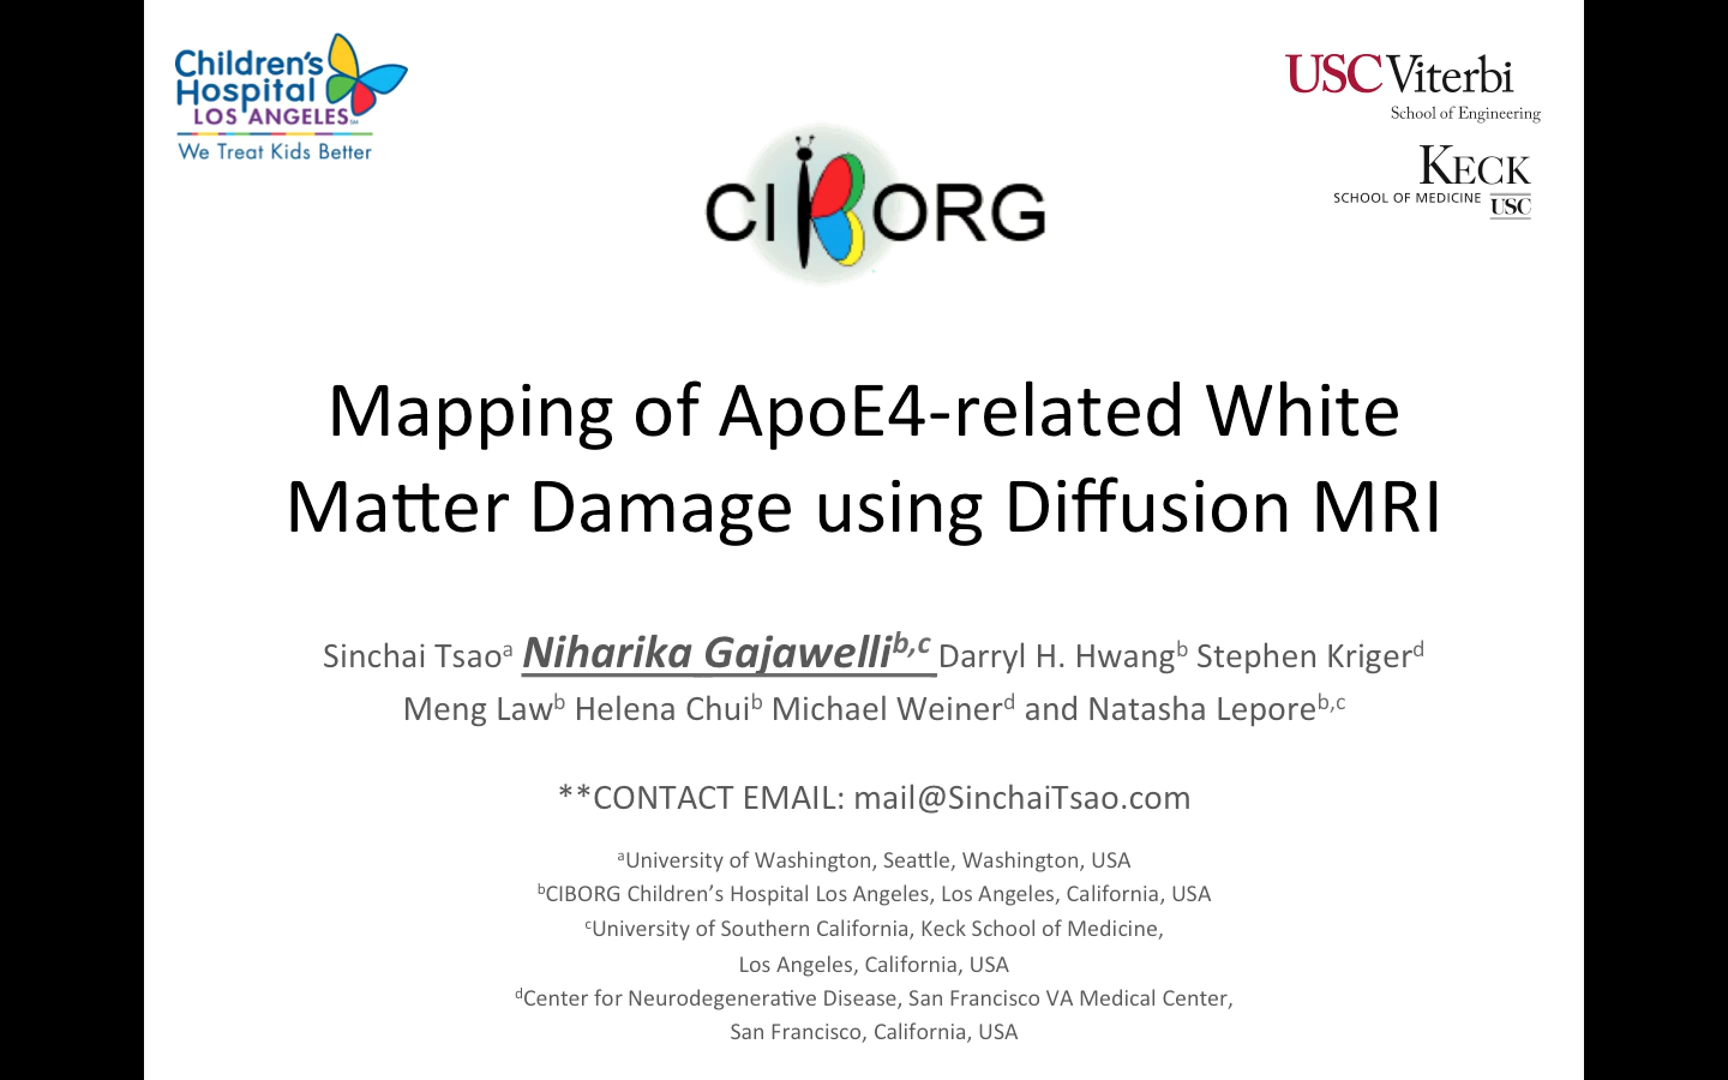 Children's
Hospital
LOS ANGELES
We Treat Kids Better
USC Viterbi
School of Engineering
KECK
SCHOOL OF MEDICINE USC
CIBORG
Mapping of ApoE4-related White
Matter Damage using Diffusion MRI
Sinchai Tsaoᵃ Niharika Gajawelliᵇ,ᶜ Darryl H. Hwangᵇ Stephen Krigerᵈ
Meng Lawᵇ Helena Chuiᵇ Michael Weinerᵈ and Natasha Leporeᵇ,ᶜ
**CONTACT EMAIL: mail@SinchaiTsao.com
ᵃUniversity of Washington, Seattle, Washington, USA
ᵇCIBORG Children’s Hospital Los Angeles, Los Angeles, California, USA
ᶜUniversity of Southern California, Keck School of Medicine,
Los Angeles, California, USA
ᵈCenter for Neurodegenerative Disease, San Francisco VA Medical Center,
San Francisco, California, USA